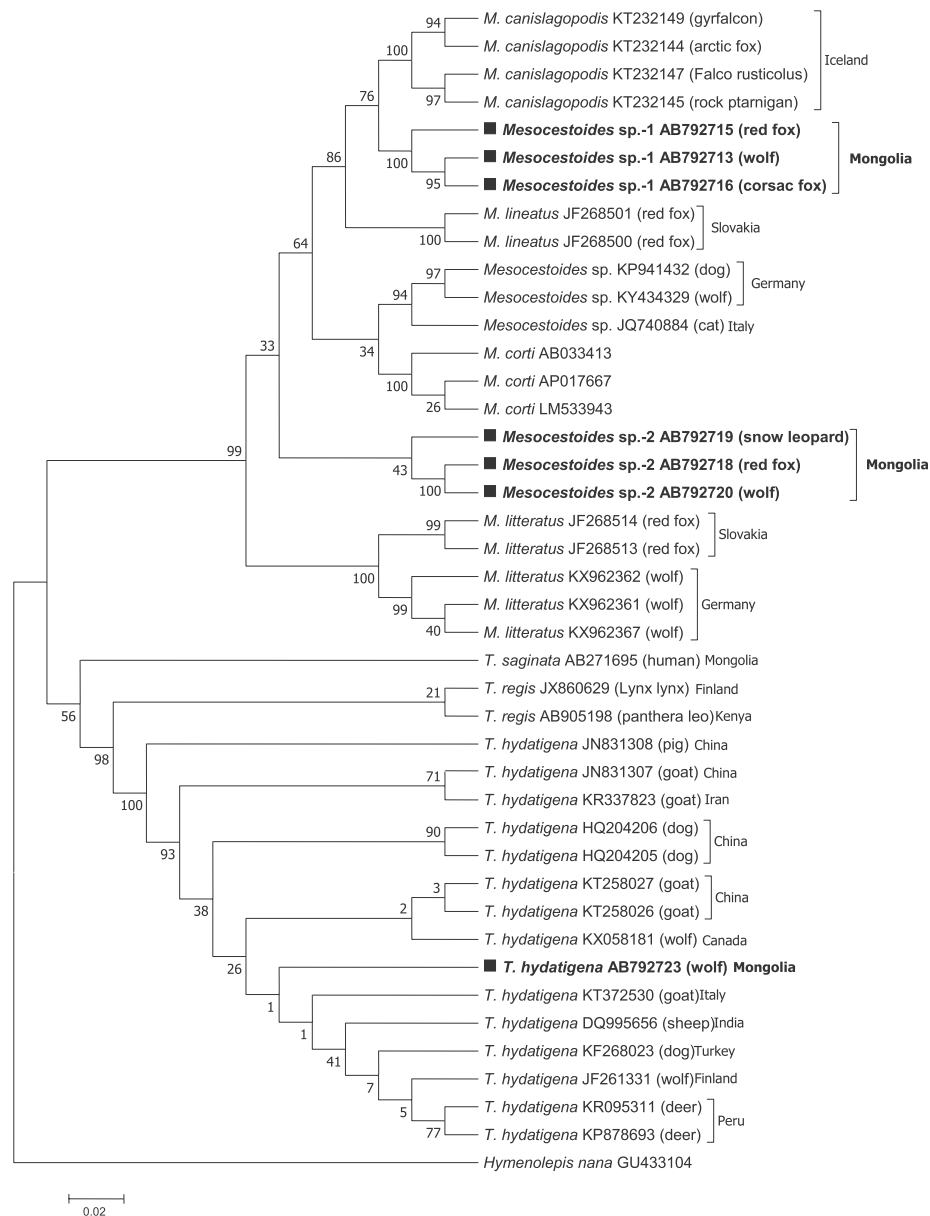 94
M. canislagopodis KT232149 (gyrfalcon)
100
M. canislagopodis KT232144 (arctic fox)
Iceland
M. canislagopodis KT232147 (Falco rusticolus)
76
97
M. canislagopodis KT232145 (rock ptarnigan)
■ Mesocestoides sp.-1 AB792715 (red fox)
86
100
■ Mesocestoides sp.-1 AB792713 (wolf)
Mongolia
95
■ Mesocestoides sp.-1 AB792716 (corsac fox)
M. lineatus JF268501 (red fox)
Slovakia
64
100
M. lineatus JF268500 (red fox)
97
Mesocestoides sp. KP941432 (dog)
Germany
94
Mesocestoides sp. KY434329 (wolf)
Mesocestoides sp. JQ740884 (cat) Italy
33
34
M. corti AB033413
100
M. corti AP017667
26
M. corti LM533943
■ Mesocestoides sp.-2 AB792719 (snow leopard)
99
43
■ Mesocestoides sp.-2 AB792718 (red fox)
Mongolia
100
■ Mesocestoides sp.-2 AB792720 (wolf)
99
M. litteratus JF268514 (red fox)
Slovakia
M. litteratus JF268513 (red fox)
100
M. litteratus KX962362 (wolf)
99
M. litteratus KX962361 (wolf)
Germany
40
M. litteratus KX962367 (wolf)
T. saginata AB271695 (human) Mongolia
21
T. regis JX860629 (Lynx lynx) Finland
56
T. regis AB905198 (panthera leo)Kenya
98
T. hydatigena JN831308 (pig) China
71
T. hydatigena JN831307 (goat) China
100
T. hydatigena KR337823 (goat) Iran
90
T. hydatigena HQ204206 (dog)
China
93
T. hydatigena HQ204205 (dog)
3
T. hydatigena KT258027 (goat)
China
38
2
T. hydatigena KT258026 (goat)
T. hydatigena KX058181 (wolf) Canada
26
■ T. hydatigena AB792723 (wolf) Mongolia
1
T. hydatigena KT372530 (goat)Italy
1
T. hydatigena DQ995656 (sheep)India
41
T. hydatigena KF268023 (dog)Turkey
7
T. hydatigena JF261331 (wolf)Finland
5
T. hydatigena KR095311 (deer)
Peru
77
T. hydatigena KP878693 (deer)
Hymenolepis nana GU433104
0.02